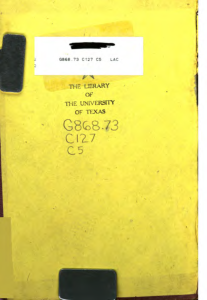 G868.73 C127 C5 LAC
THE LIBRARY
OF
THE UNIVERSITY
OF TEXAS
G868.73
C127
C5